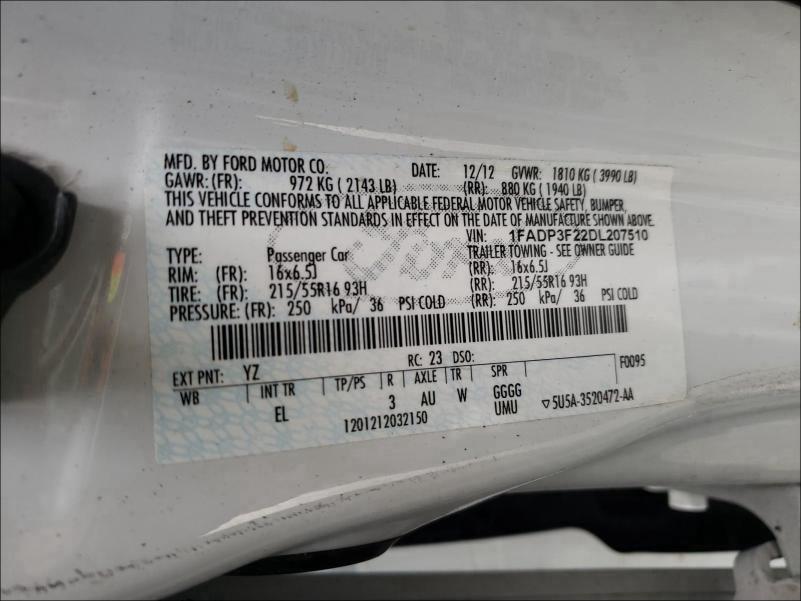 MFD. BY FORD MOTOR CO. DATE: 12/12 GVWR: 1810 KG ( 3990 LB)
GAWR: (FR): 972 KG ( 2143 LB) (RR): 880 KG ( 1940 LB)
THIS VEHICLE CONFORMS TO ALL APPLICABLE FEDERAL MOTOR VEHICLE SAFETY, BUMPER,
AND THEFT PREVENTION STANDARDS IN EFFECT ON THE DATE OF MANUFACTURE SHOWN ABOVE.
VIN: 1FADP3F22DL207510
TYPE: Passenger Car TRAILER TOWING - SEE OWNER GUIDE
RIM: (FR): 16x6.5J (RR): 16x6.5J
TIRE: (FR): 215/55R16 93H (RR): 215/55R16 93H
PRESSURE: (FR): 250 kPa/ 36 PSI COLD (RR): 250 kPa/ 36 PSI COLD
RC: 23 DSO: F0095
EXT PNT: YZ
WB INT TR TP/PS R AXLE TR SPR
EL 3 AU W GGGG
1201212032150 UMU ▽5U5A-3520472-AA